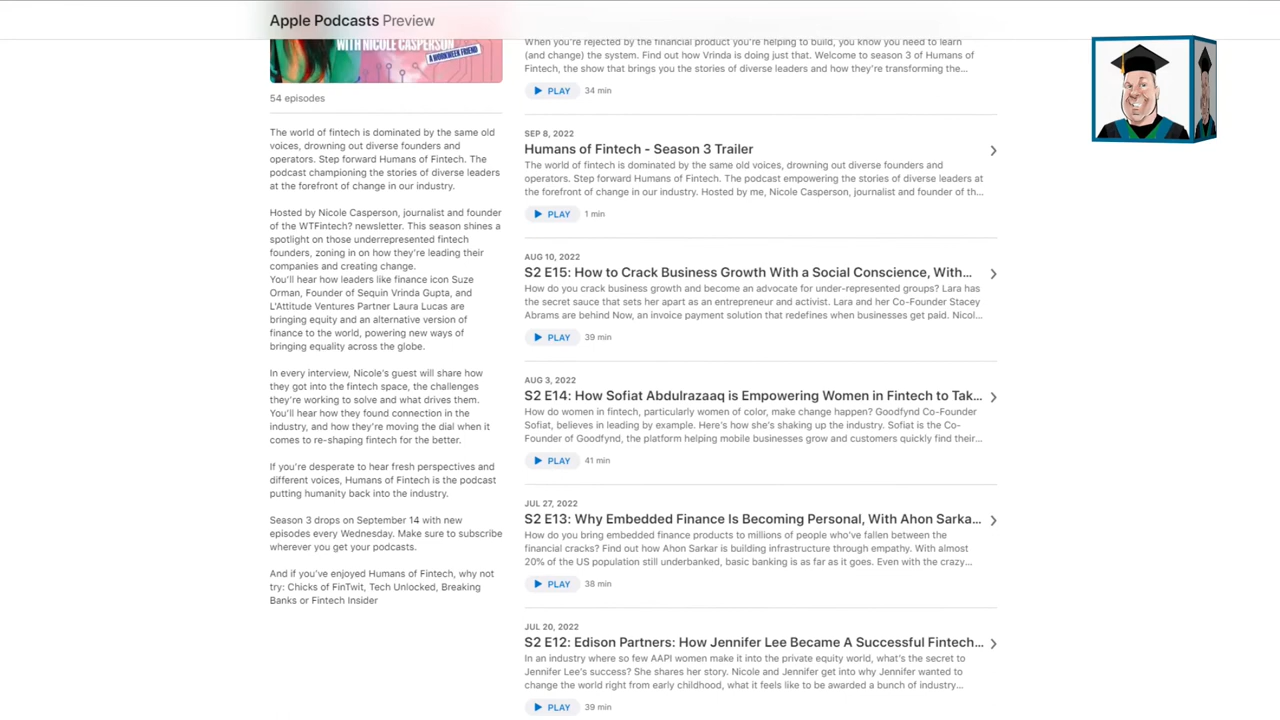 Apple Podcasts Preview
WITH NICOLE CASPERSON
A WORKWEEK FRIEND
54 episodes
The world of fintech is dominated by the same old
voices, drowning out diverse founders and
operators. Step forward Humans of Fintech. The
podcast championing the stories of diverse leaders
at the forefront of change in our industry.
Hosted by Nicole Casperson, journalist and founder
of the WTFintech? newsletter. This season shines a
spotlight on those underrepresented fintech
founders, zoning in on how they're leading their
companies and creating change.
You'll hear how leaders like finance icon Suze
Orman, Founder of Sequin Vrinda Gupta, and
L'Attitude Ventures Partner Laura Lucas are
bringing equity and an alternative version of
finance to the world, powering new ways of
bringing equality across the globe.
In every interview, Nicole's guest will share how
they got into the fintech space, the challenges
they're working to solve and what drives them.
You'll hear how they found connection in the
industry, and how they're moving the dial when it
comes to re-shaping fintech for the better.
If you're desperate to hear fresh perspectives and
different voices, Humans of Fintech is the podcast
putting humanity back into the industry.
Season 3 drops on September 14 with new
episodes every Wednesday. Make sure to subscribe
wherever you get your podcasts.
And if you've enjoyed Humans of Fintech, why not
try: Chicks of FinTwit, Tech Unlocked, Breaking
Banks or Fintech Insider
When you're rejected by the financial product you're helping to build, you know you need to learn
(and change) the system. Find out how Vrinda is doing just that. Welcome to season 3 of Humans of
Fintech, the show that brings you the stories of diverse leaders and how they're transforming the...
PLAY 34 min
SEP 8, 2022
Humans of Fintech - Season 3 Trailer
The world of fintech is dominated by the same old voices, drowning out diverse founders and
operators. Step forward Humans of Fintech. The podcast empowering the stories of diverse leaders at
the forefront of change in our industry. Hosted by me, Nicole Casperson, journalist and founder of th...
PLAY 1 min
AUG 10, 2022
S2 E15: How to Crack Business Growth With a Social Conscience, With...
How do you crack business growth and become an advocate for under-represented groups? Lara has
the secret sauce that sets her apart as an entrepreneur and activist. Lara and her Co-Founder Stacey
Abrams are behind Now, an invoice payment solution that redefines when businesses get paid. Nicol...
PLAY 39 min
AUG 3, 2022
S2 E14: How Sofiat Abdulrazaaq is Empowering Women in Fintech to Tak...
How do women in fintech, particularly women of color, make change happen? Goodfynd Co-Founder
Sofiat, believes in leading by example. Here's how she's shaking up the industry. Sofiat is the Co-
Founder of Goodfynd, the platform helping mobile businesses grow and customers quickly find their...
PLAY 41 min
JUL 27, 2022
S2 E13: Why Embedded Finance Is Becoming Personal, With Ahon Sarka...
How do you bring embedded finance products to millions of people who've fallen between the
financial cracks? Find out how Ahon Sarkar is building infrastructure through empathy. With almost
20% of the US population still underbanked, basic banking is as far as it goes. Even with the crazy...
PLAY 38 min
JUL 20, 2022
S2 E12: Edison Partners: How Jennifer Lee Became A Successful Fintech...
In an industry where so few AAPI women make it into the private equity world, what's the secret to
Jennifer Lee's success? She shares her story. Nicole and Jennifer get into why Jennifer wanted to
change the world right from early childhood, what it feels like to be awarded a bunch of industry...
PLAY 39 min